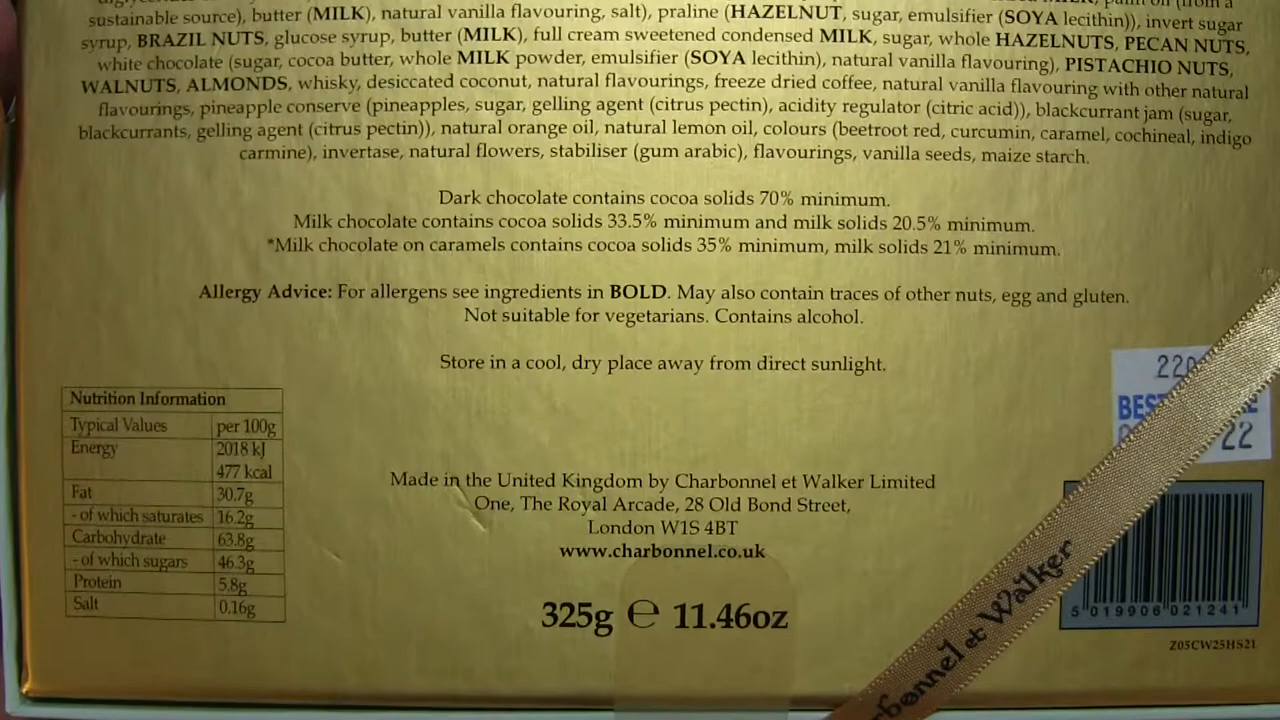 sustainable source), butter (MILK), natural vanilla flavouring, salt), praline (HAZELNUT, sugar, emulsifier (SOYA lecithin)), invert sugar
syrup, BRAZIL NUTS, glucose syrup, butter (MILK), full cream sweetened condensed MILK, sugar, whole HAZELNUTS, PECAN NUTS,
white chocolate (sugar, cocoa butter, whole MILK powder, emulsifier (SOYA lecithin), natural vanilla flavouring), PISTACHIO NUTS,
WALNUTS, ALMONDS, whisky, desiccated coconut, natural flavourings, freeze dried coffee, natural vanilla flavouring with other natural
flavourings, pineapple conserve (pineapples, sugar, gelling agent (citrus pectin), acidity regulator (citric acid)), blackcurrant jam (sugar,
blackcurrants, gelling agent (citrus pectin)), natural orange oil, natural lemon oil, colours (beetroot red, curcumin, caramel, cochineal, indigo
carmine), invertase, natural flowers, stabiliser (gum arabic), flavourings, vanilla seeds, maize starch.
Dark chocolate contains cocoa solids 70% minimum.
Milk chocolate contains cocoa solids 33.5% minimum and milk solids 20.5% minimum.
*Milk chocolate on caramels contains cocoa solids 35% minimum, milk solids 21% minimum.
Allergy Advice: For allergens see ingredients in BOLD. May also contain traces of other nuts, egg and gluten.
Not suitable for vegetarians. Contains alcohol.
Store in a cool, dry place away from direct sunlight.
Nutrition Information
Typical Values per 100g
Energy 2018 kJ
477 kcal
Fat 30.7g
- of which saturates 16.2g
Carbohydrate 63.8g
- of which sugars 46.3g
Protein 5.8g
Salt 0.16g
Made in the United Kingdom by Charbonnel et Walker Limited
One, The Royal Arcade, 28 Old Bond Street,
London W1S 4BT
www.charbonnel.co.uk
325g ℮ 11.46oz
220
BEST
22
5 019906 021241
Z05CW25HS21
rbonnel et Walker